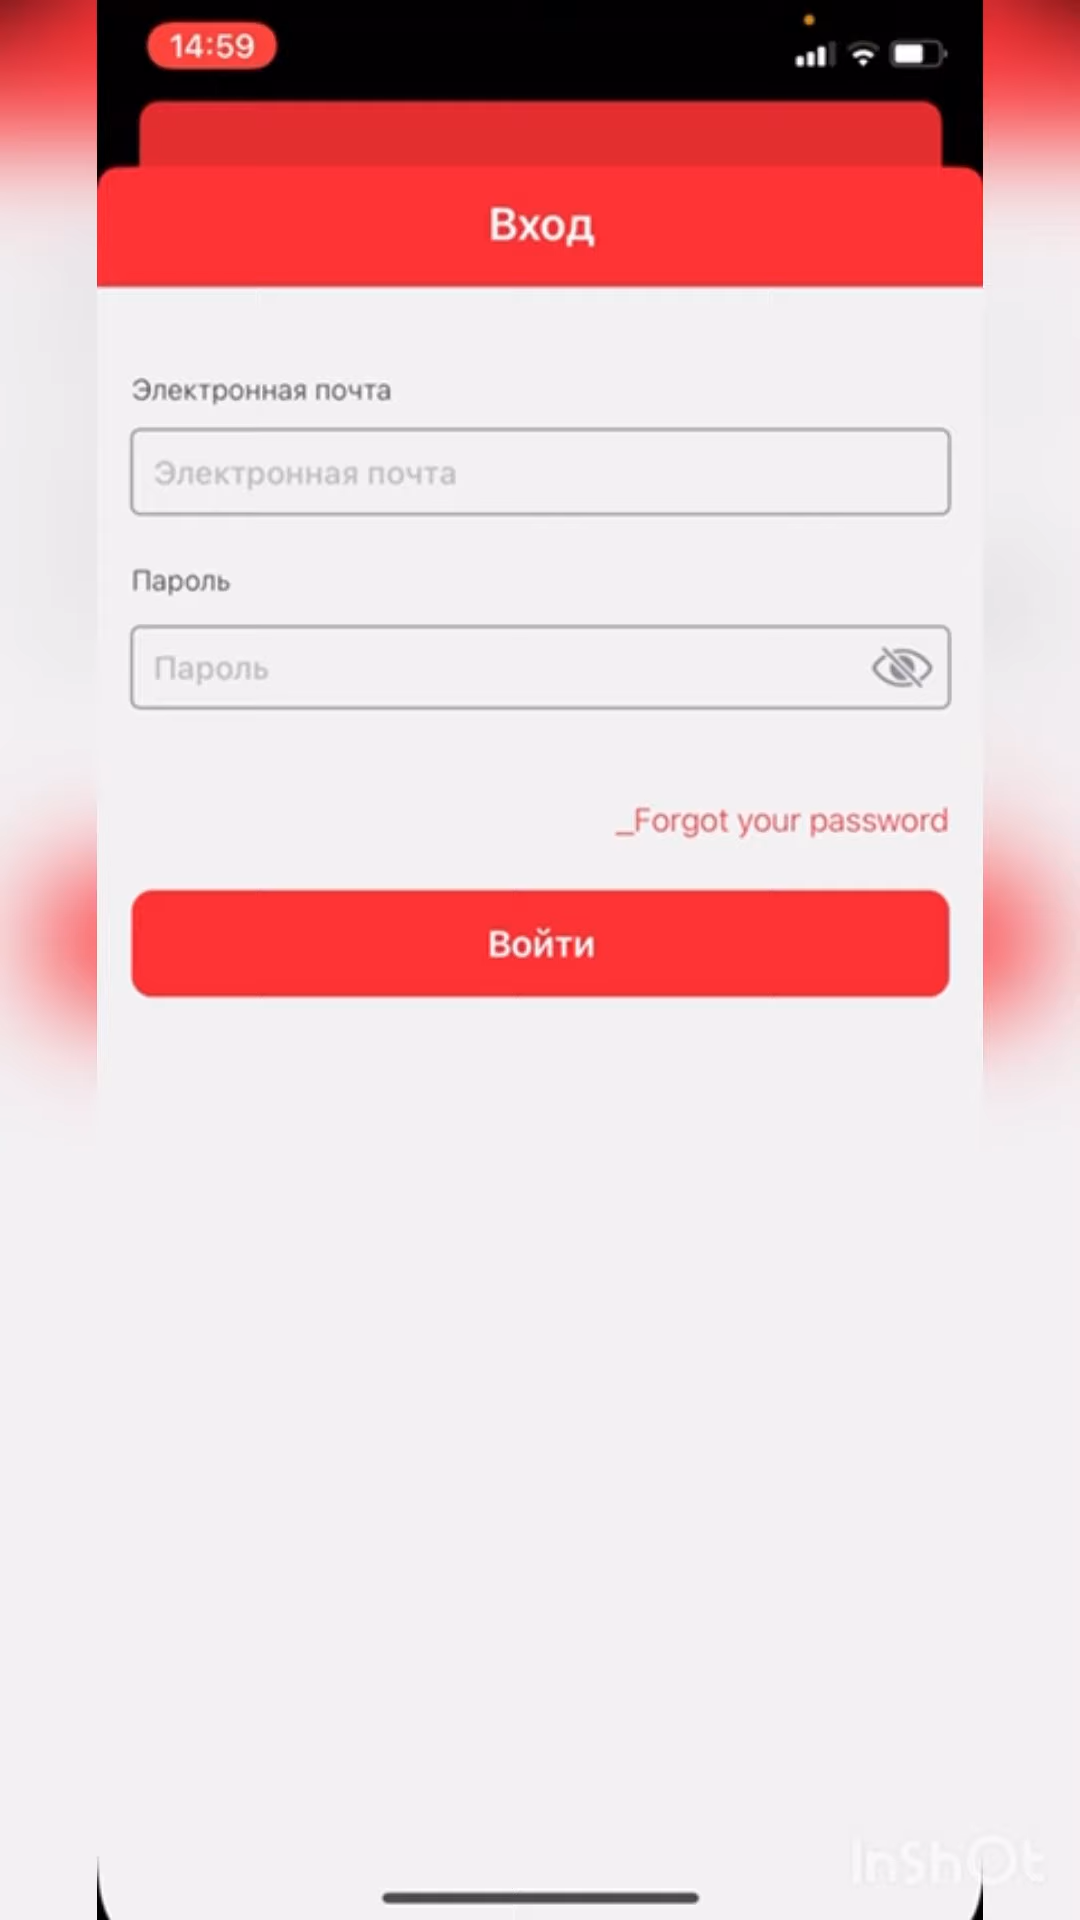 14:59
Вход
Электронная почта
Электронная почта
Пароль
Пароль
_Forgot your password
Войти
InShOt